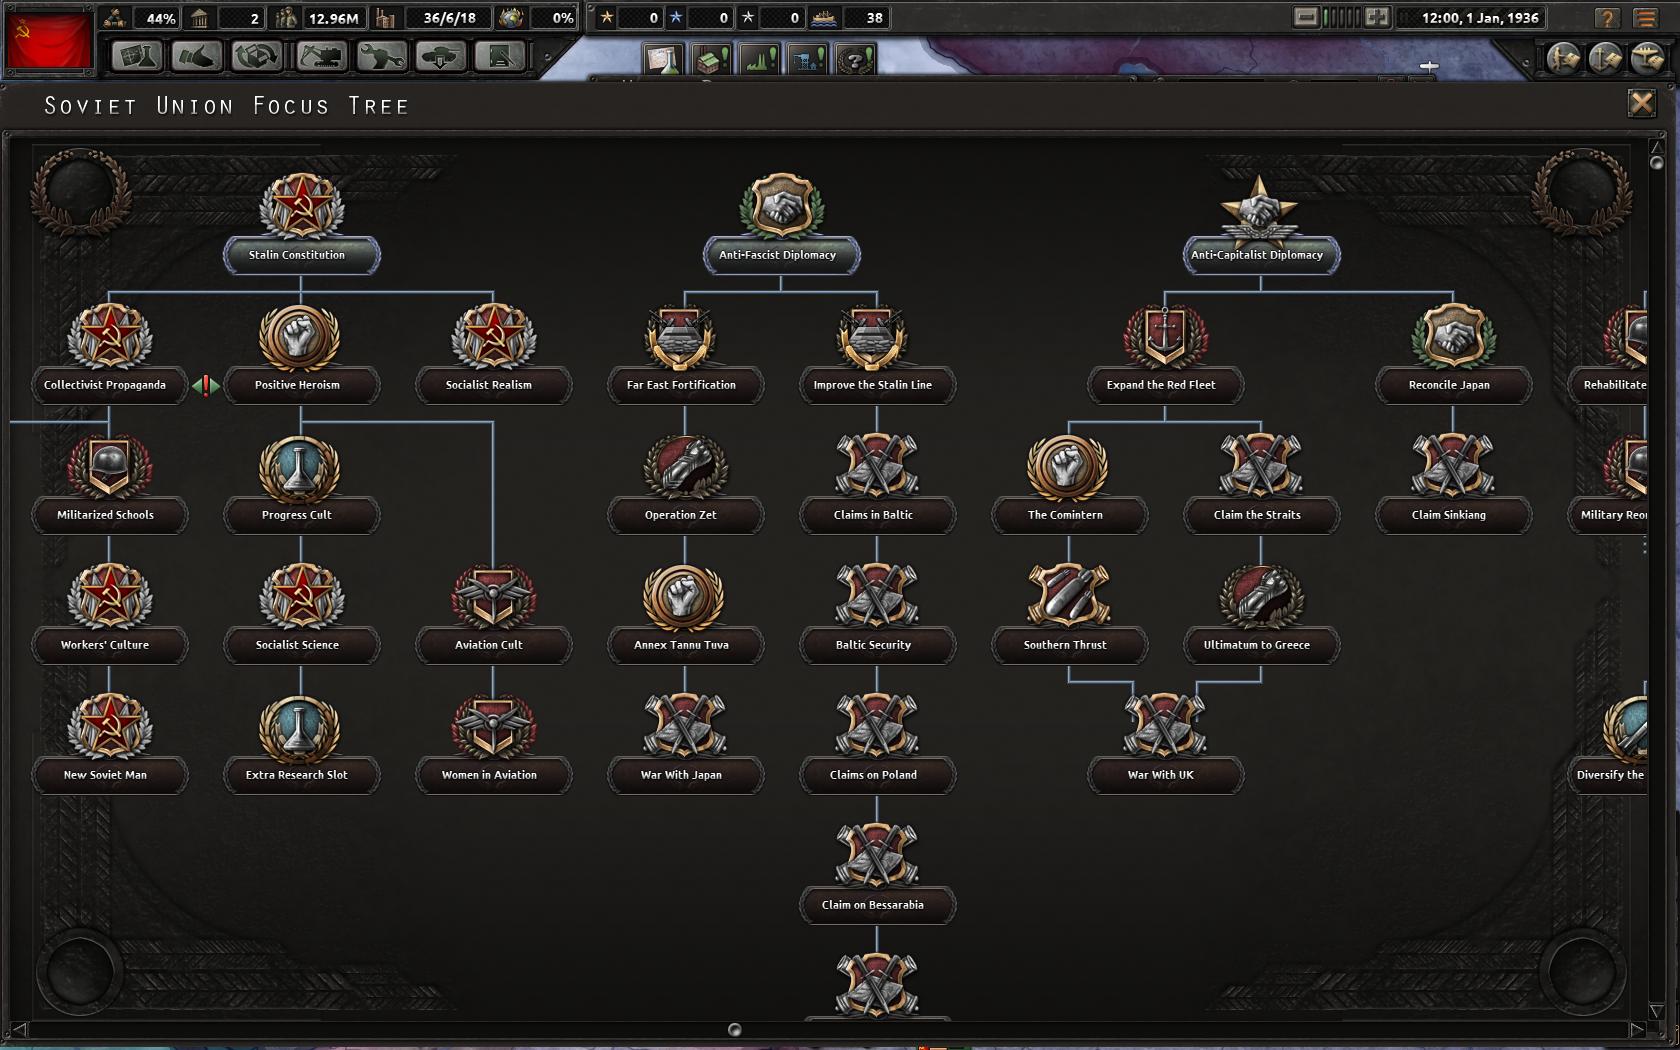 44%
2
12.96M
36/6/18
0%
0
0
0
38
12:00, 1 Jan, 1936
?
Soviet Union Focus Tree
Stalin Constitution
Anti-Fascist Diplomacy
Anti-Capitalist Diplomacy
Collectivist Propaganda
Positive Heroism
Socialist Realism
Far East Fortification
Improve the Stalin Line
Expand the Red Fleet
Reconcile Japan
Rehabilitate
Militarized Schools
Progress Cult
Operation Zet
Claims in Baltic
The Comintern
Claim the Straits
Claim Sinkiang
Military Reor
Workers' Culture
Socialist Science
Aviation Cult
Annex Tannu Tuva
Baltic Security
Southern Thrust
Ultimatum to Greece
New Soviet Man
Extra Research Slot
Women in Aviation
War With Japan
Claims on Poland
War With UK
Diversify the
Claim on Bessarabia